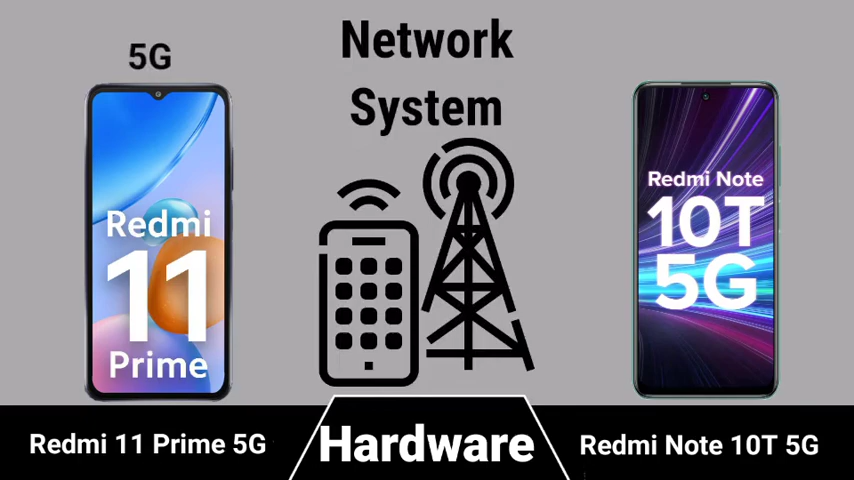 Network
System
5G
Redmi
11
Prime
Redmi Note
10T
5G
Redmi 11 Prime 5G
Hardware
Redmi Note 10T 5G